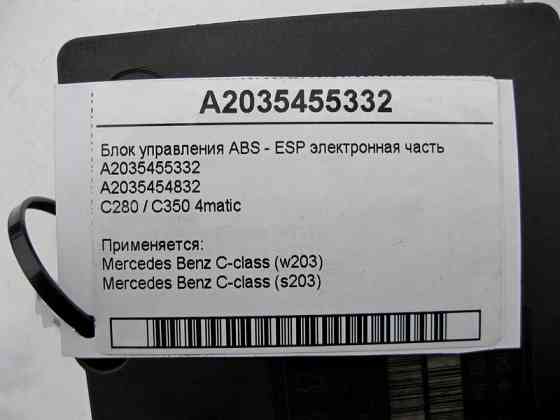 A2035455332
Блок управления ABS - ESP электронная часть
A2035455332
A2035454832
C280 / C350 4matic
Применяется:
Mercedes Benz C-class (w203)
Mercedes Benz C-class (s203)